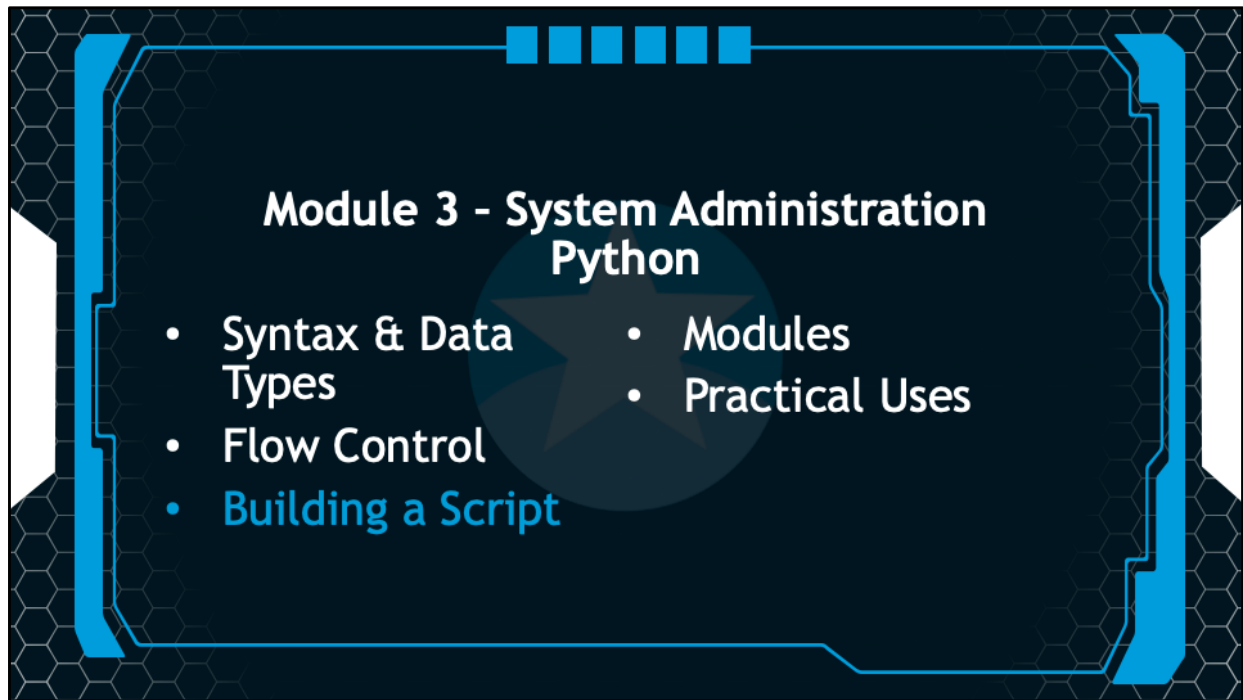 Module 3 - System Administration
Python
• Syntax & Data
Types
• Flow Control
• Building a Script
• Modules
• Practical Uses